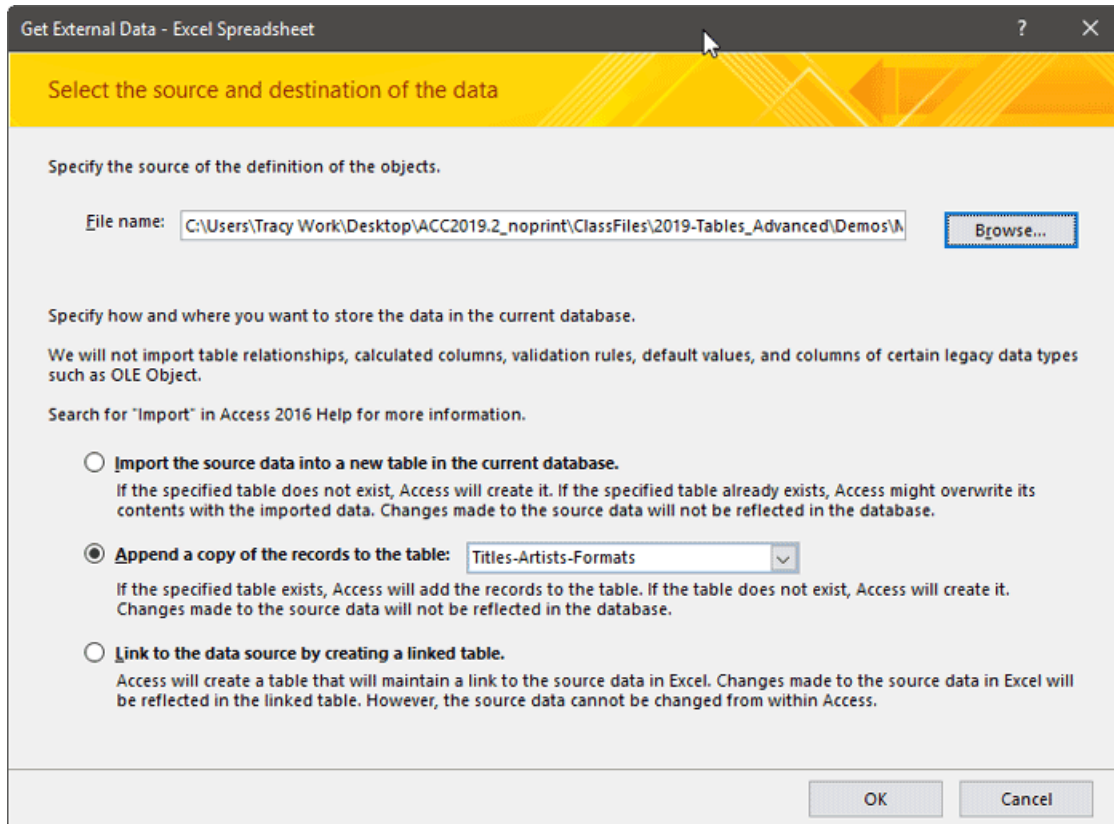 Get External Data - Excel Spreadsheet
Select the source and destination of the data
Specify the source of the definition of the objects.
File name: C:\Users\Tracy Work\Desktop\ACC2019.2_noprint\ClassFiles\2019-Tables_Advanced\Demos\ Browse...
Specify how and where you want to store the data in the current database.
We will not import table relationships, calculated columns, validation rules, default values, and columns of certain legacy data types
such as OLE Object.
Search for "Import" in Access 2016 Help for more information.
Import the source data into a new table in the current database.
If the specified table does not exist, Access will create it. If the specified table already exists, Access might overwrite its
contents with the imported data. Changes made to the source data will not be reflected in the database.
Append a copy of the records to the table: Titles-Artists-Formats
If the specified table exists, Access will add the records to the table. If the table does not exist, Access will create it.
Changes made to the source data will not be reflected in the database.
Link to the data source by creating a linked table.
Access will create a table that will maintain a link to the source data in Excel. Changes made to the source data in Excel will
be reflected in the linked table. However, the source data cannot be changed from within Access.
OK Cancel